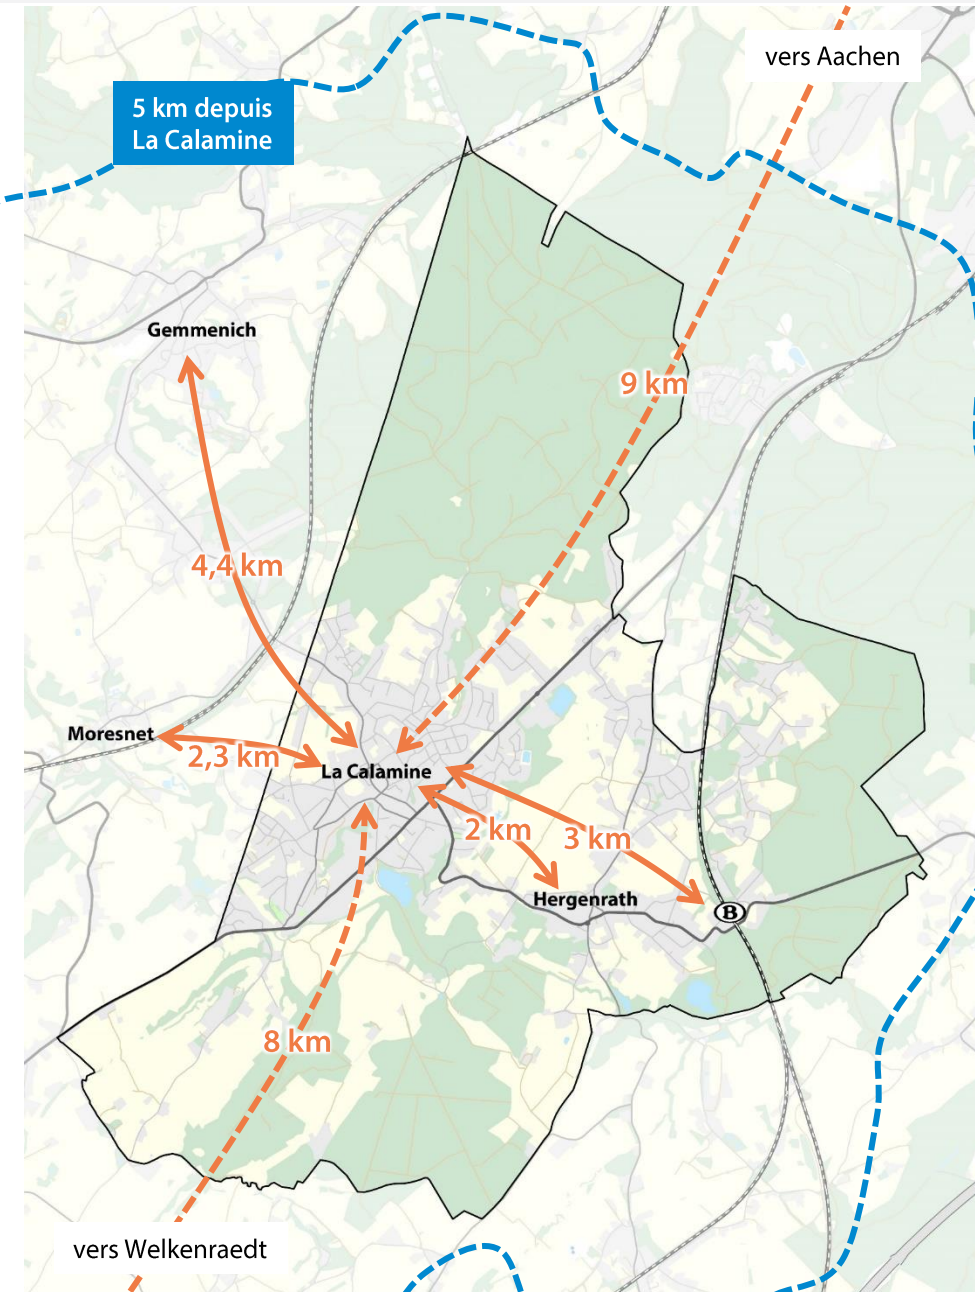 vers Aachen
5 km depuis
La Calamine
Gemmenich
9 km
4,4 km
Moresnet
2,3 km
La Calamine
2 km
3 km
Hergenrath
B
8 km
vers Welkenraedt